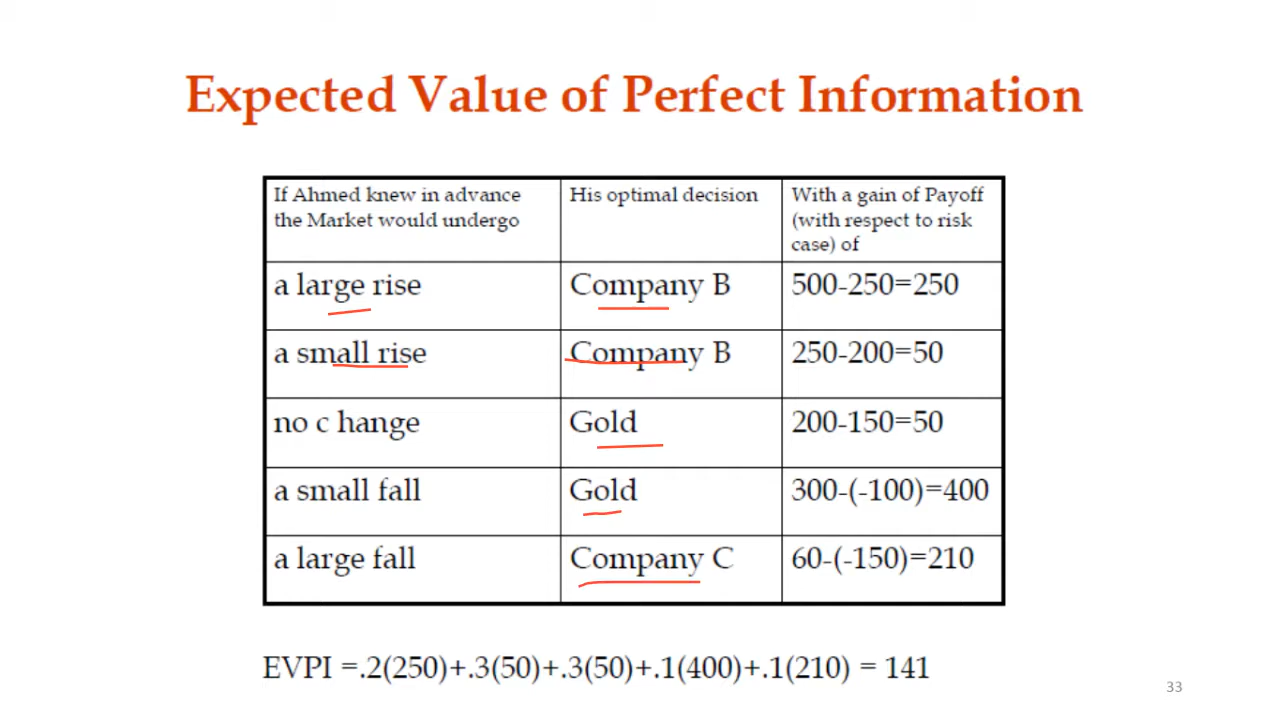 Expected Value of Perfect Information
If Ahmed knew in advance
the Market would undergo
His optimal decision
With a gain of Payoff
(with respect to risk
case) of
a large rise
Company B
500-250=250
a small rise
Company B
250-200=50
no c hange
Gold
200-150=50
a small fall
Gold
300-(-100)=400
a large fall
Company C
60-(-150)=210
EVPI =.2(250)+.3(50)+.3(50)+.1(400)+.1(210) = 141
33